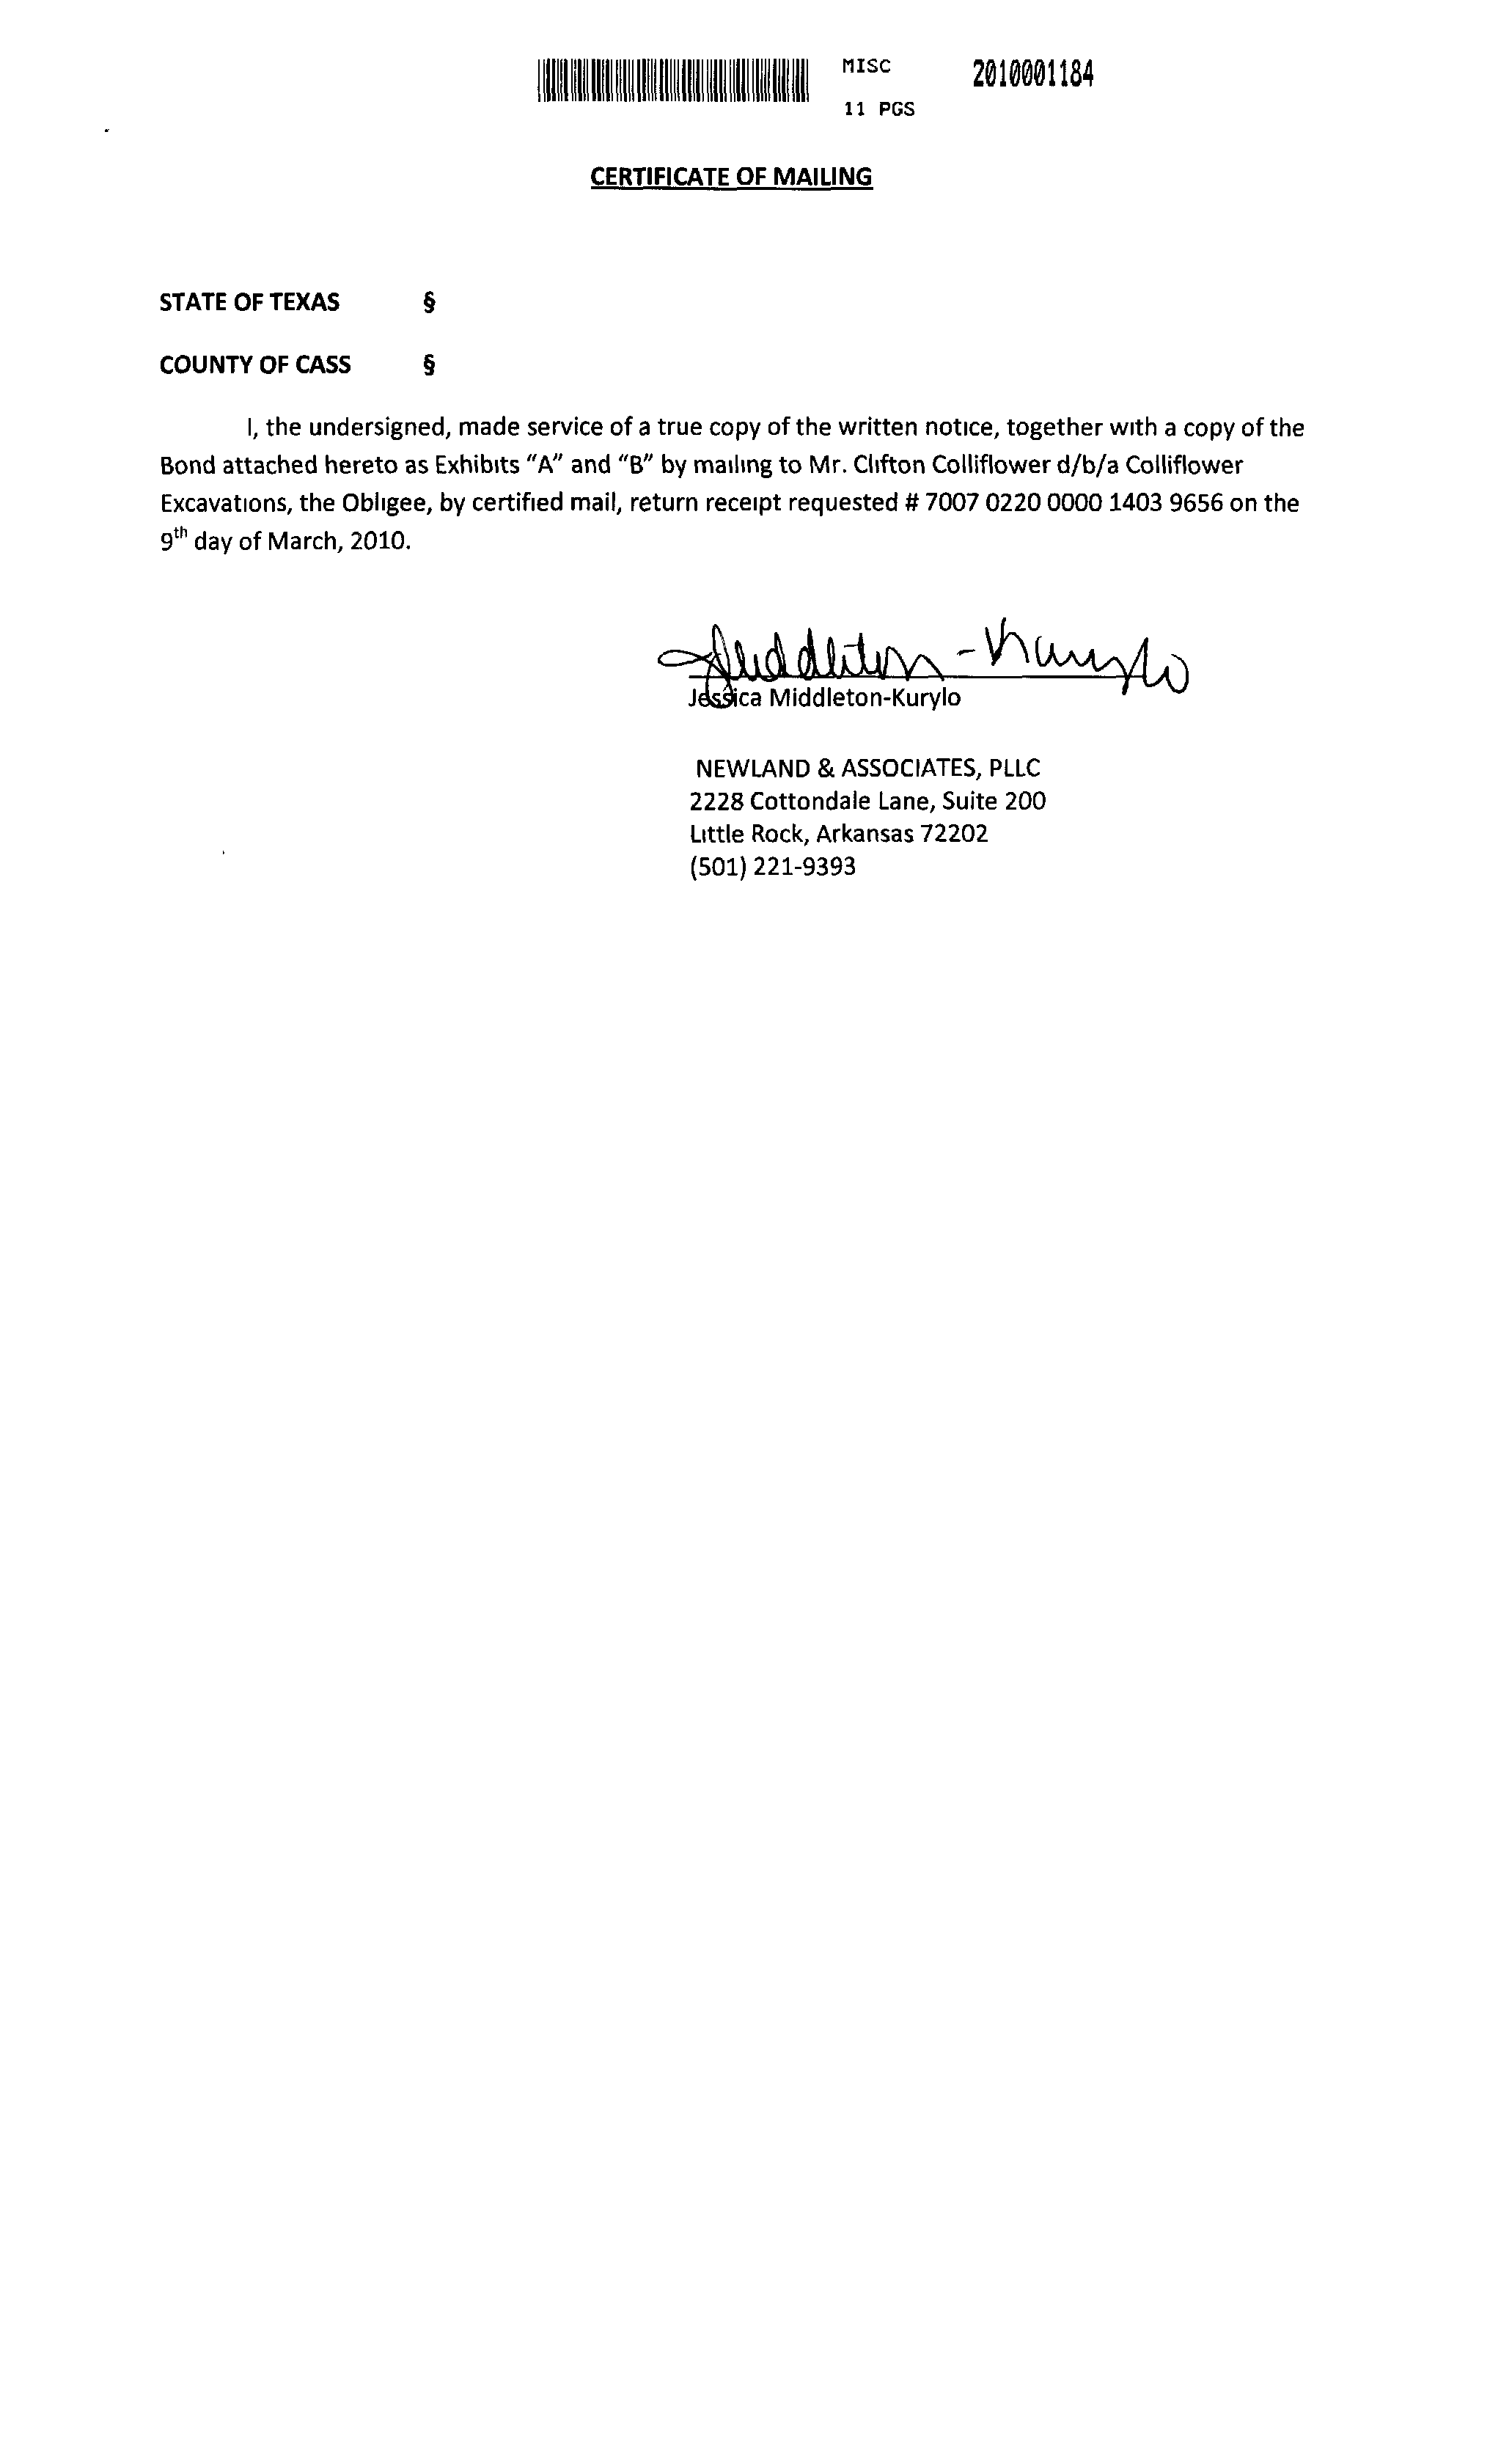 MISC 2010001184
11 PGS
CERTIFICATE OF MAILING
STATE OF TEXAS §
COUNTY OF CASS §
I, the undersigned, made service of a true copy of the written notice, together with a copy of the
Bond attached hereto as Exhibits “A” and “B” by mailing to Mr. Clifton Colliflower d/b/a Colliflower
Excavations, the Obligee, by certified mail, return receipt requested # 7007 0220 0000 1403 9656 on the
9th day of March, 2010.
JMiddleton-Kurylo
Jessica Middleton-Kurylo
NEWLAND & ASSOCIATES, PLLC
2228 Cottondale Lane, Suite 200
Little Rock, Arkansas 72202
(501) 221-9393